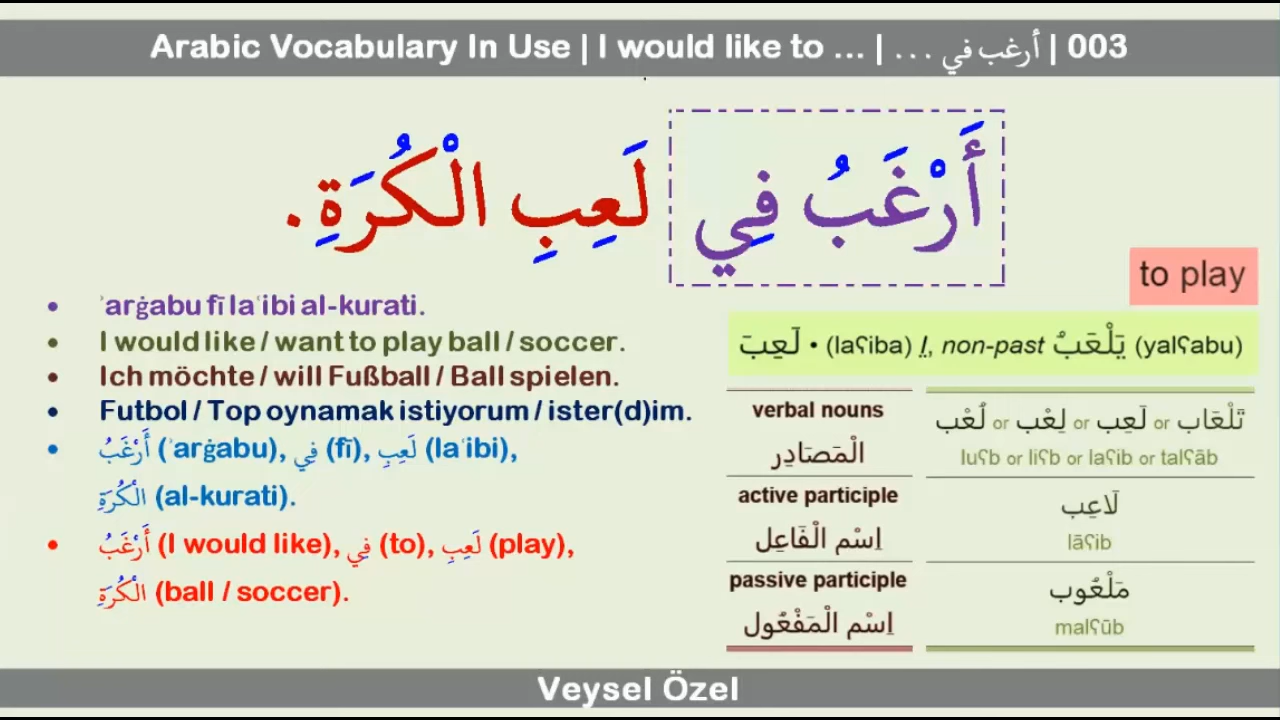 Arabic Vocabulary In Use | I would like to ... | أرغب في ... | 003
أَرْغَبُ فِي لَعِبِ الْكُرَةِ.
• ʾarġabu fī laʿibi al-kurati.
• I would like / want to play ball / soccer.
• Ich möchte / will Fußball / Ball spielen.
• Futbol / Top oynamak istiyorum / ister(d)im.
• أَرْغَبُ (ʾarġabu), فِي (fī), لَعِبِ (laʿibi),
الْكُرَةِ (al-kurati).
• أَرْغَبُ (I would like), فِي (to), لَعِبِ (play),
الْكُرَةِ (ball / soccer).
to play
لَعِبَ • (laʕiba) I, non-past يَلْعَبُ (yalʕabu)
verbal nouns
الْمَصَادِر
لُعْب or لِعْب or لَعِب or تَلْعَاب
luʕb or liʕb or laʕib or talʕāb
active participle
اِسْم الْفَاعِل
لَاعِب
lāʕib
passive participle
اِسْم الْمَفْعُول
مَلْعُوب
malʕūb
Veysel Özel